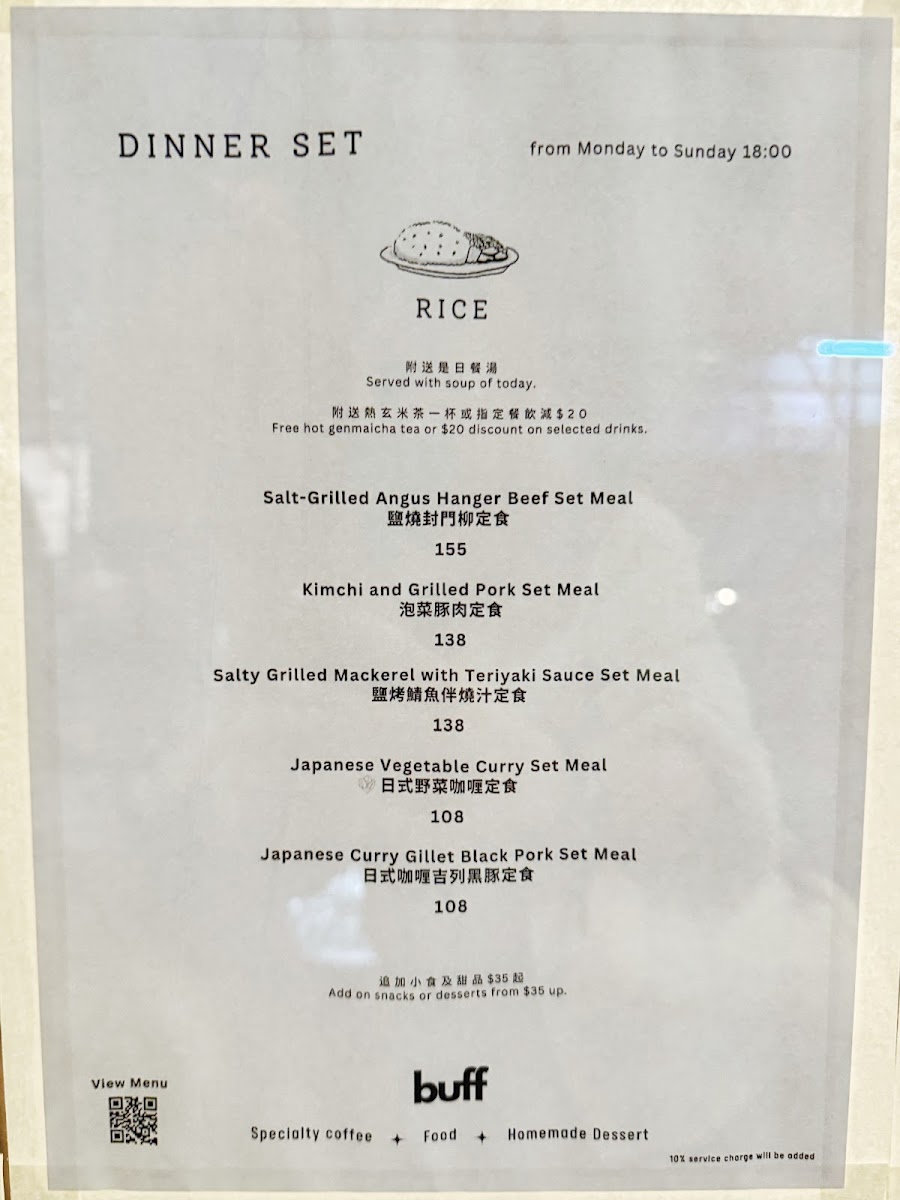 DINNER SET
from Monday to Sunday 18:00
RICE
附送是日餐湯
Served with soup of today.
附送熱玄米茶一杯或指定餐飲減$20
Free hot genmaicha tea or $20 discount on selected drinks.
Salt-Grilled Angus Hanger Beef Set Meal
鹽燒封門柳定食
155
Kimchi and Grilled Pork Set Meal
泡菜豚肉定食
138
Salty Grilled Mackerel with Teriyaki Sauce Set Meal
鹽烤鯖魚伴燒汁定食
138
Japanese Vegetable Curry Set Meal
日式野菜咖喱定食
108
Japanese Curry Gillet Black Pork Set Meal
日式咖喱吉列黑豚定食
108
追加小食及甜品$35起
Add on snacks or desserts from $35 up.
View Menu
buff
Specialty coffee Food Homemade Dessert
10% service charge will be added